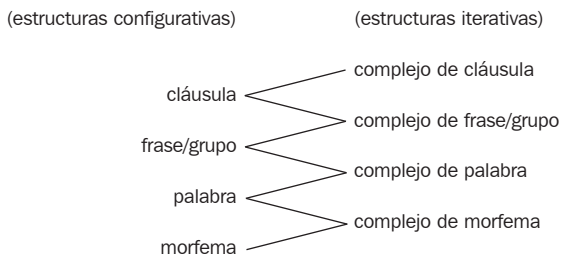 (estructuras configurativas) (estructuras iterativas)
complejo de cláusula
cláusula
complejo de frase/grupo
frase/grupo
complejo de palabra
palabra
complejo de morfema
morfema